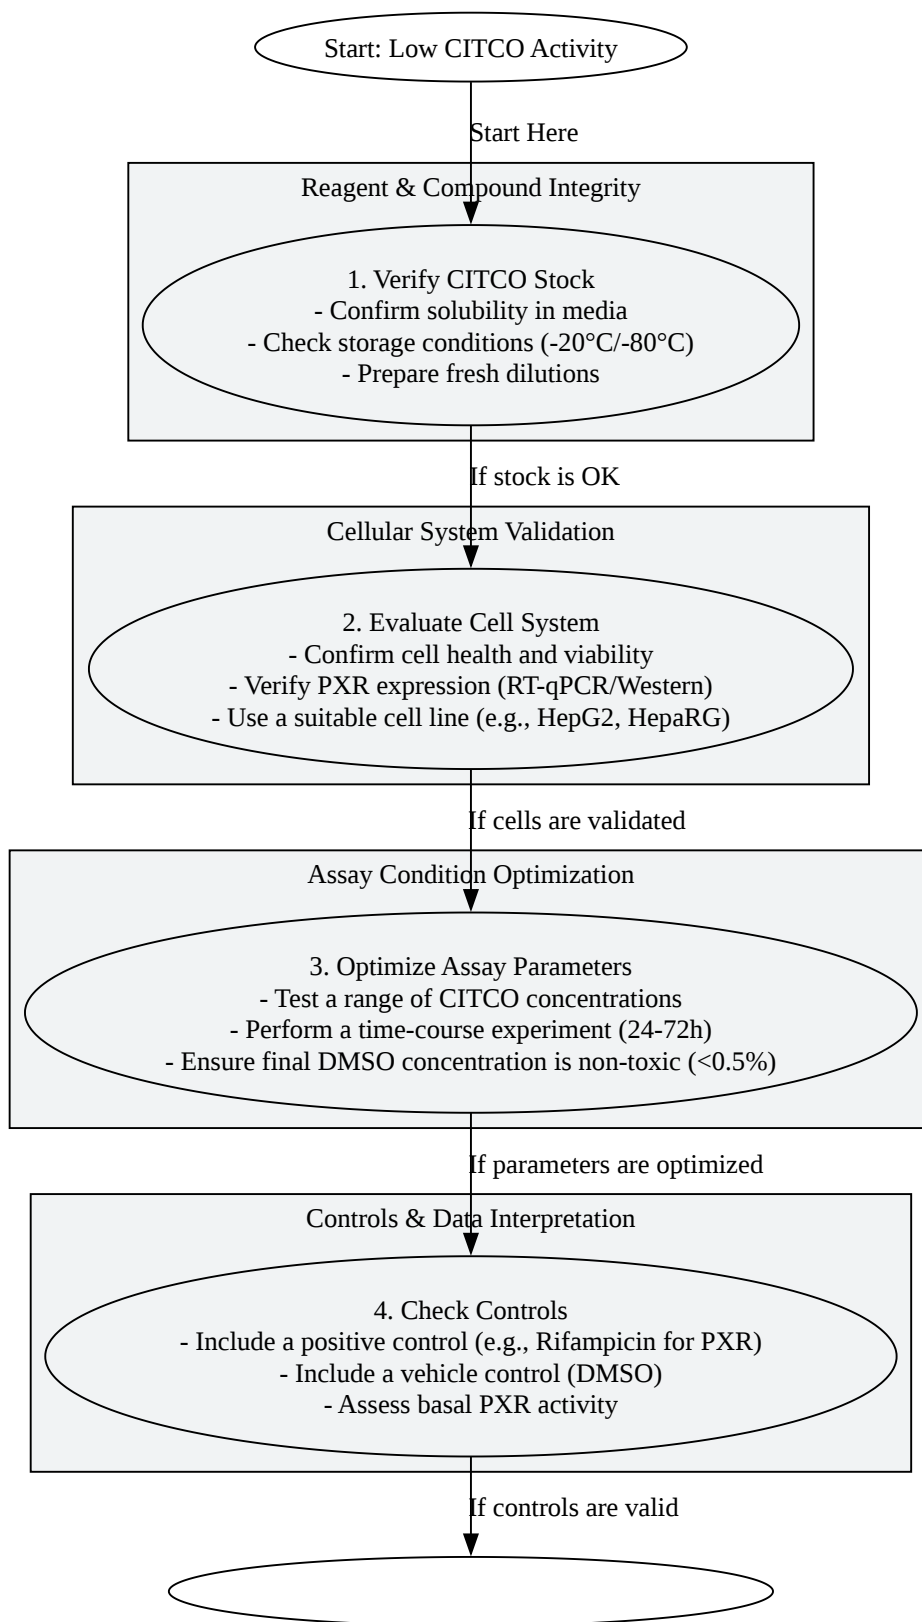 Start: Low CITCO Activity
Start Here
Reagent & Compound Integrity
1. Verify CITCO Stock
- Confirm solubility in media
- Check storage conditions (-20°C/-80°C)
- Prepare fresh dilutions
If stock is OK
Cellular System Validation
2. Evaluate Cell System
- Confirm cell health and viability
- Verify PXR expression (RT-qPCR/Western)
- Use a suitable cell line (e.g., HepG2, HepaRG)
If cells are validated
Assay Condition Optimization
3. Optimize Assay Parameters
- Test a range of CITCO concentrations
- Perform a time-course experiment (24-72h)
- Ensure final DMSO concentration is non-toxic (<0.5%)
If parameters are optimized
Controls & Data Interpretation
4. Check Controls
- Include a positive control (e.g., Rifampicin for PXR)
- Include a vehicle control (DMSO)
- Assess basal PXR activity
If controls are valid